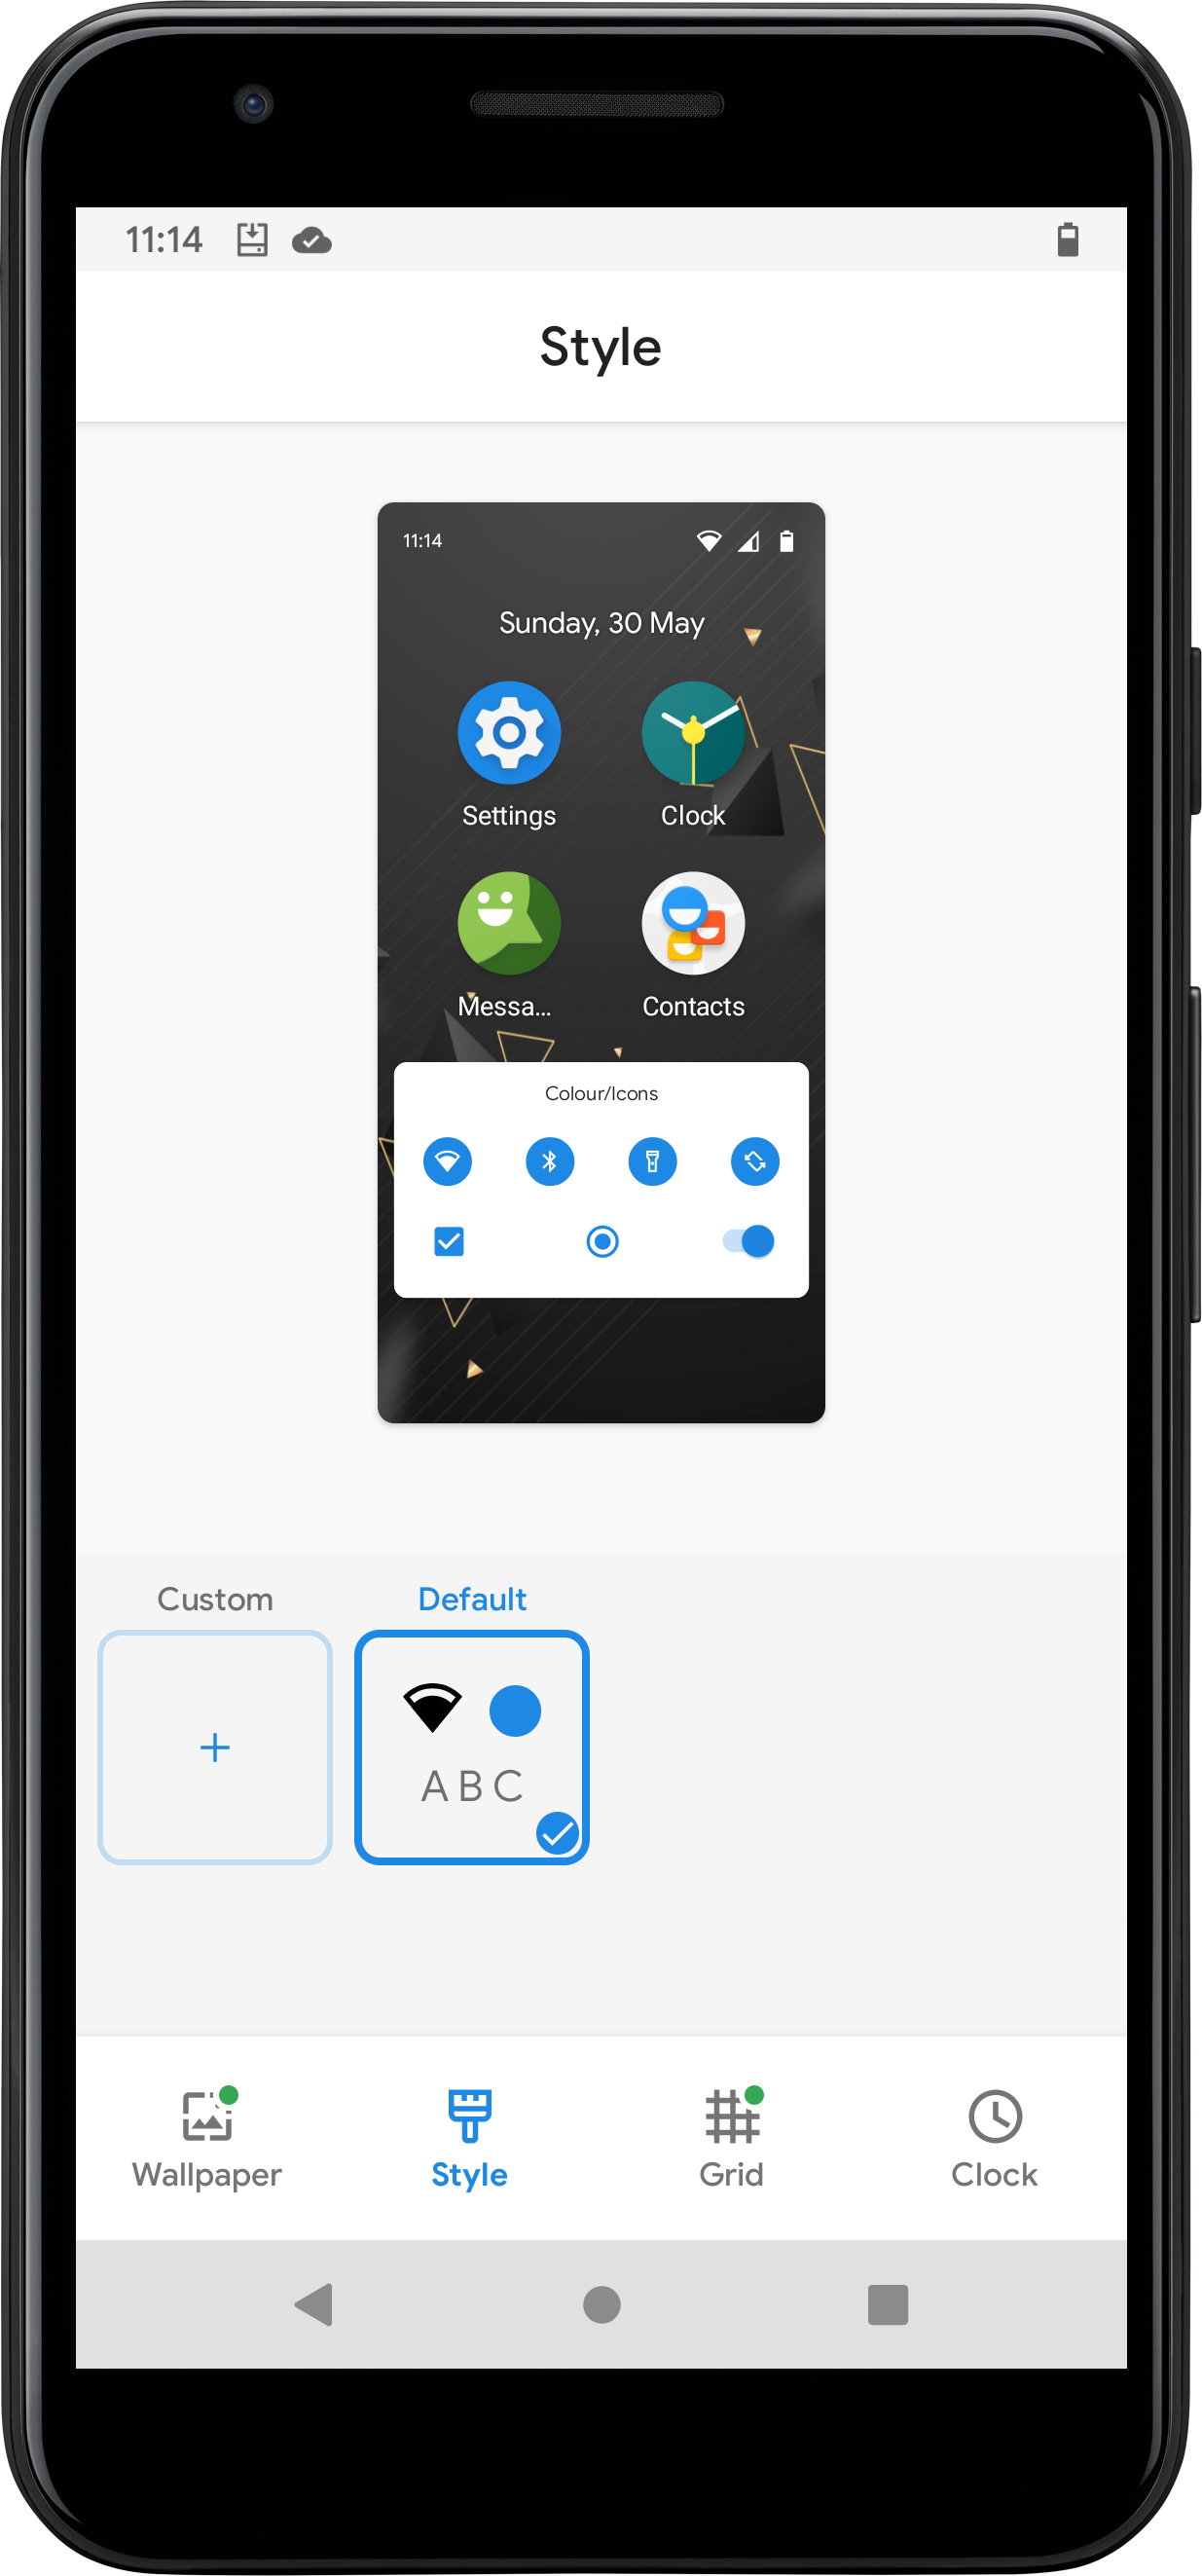 11:14
Style
11:14
Sunday, 30 May
Settings
Clock
Messa...
Contacts
Colour/Icons
Custom
Default
+
A B C
Wallpaper
Style
Grid
Clock